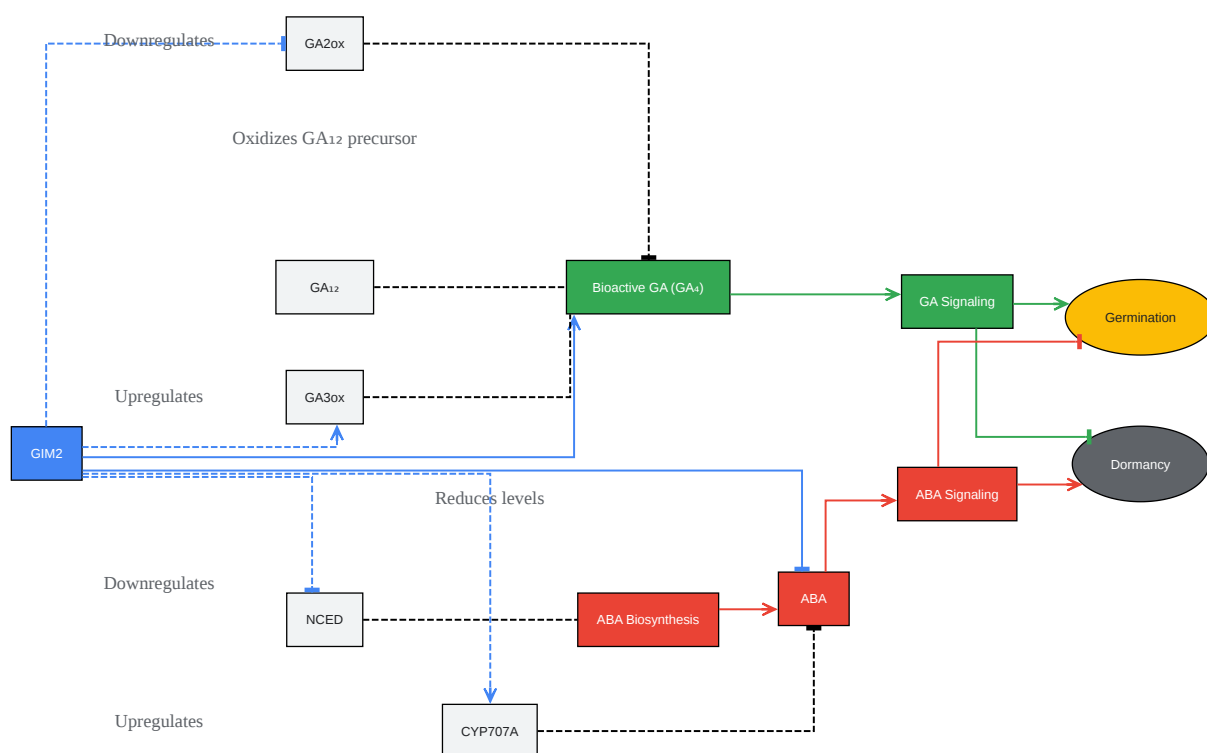 Downregulates
GA2ox
Oxidizes GA₁₂ precursor
GA₁₂
Bioactive GA (GA₄)
GA Signaling
Germination
Upregulates
GA3ox
GIM2
Reduces levels
ABA Signaling
Dormancy
Downregulates
NCED
ABA Biosynthesis
ABA
Upregulates
CYP707A